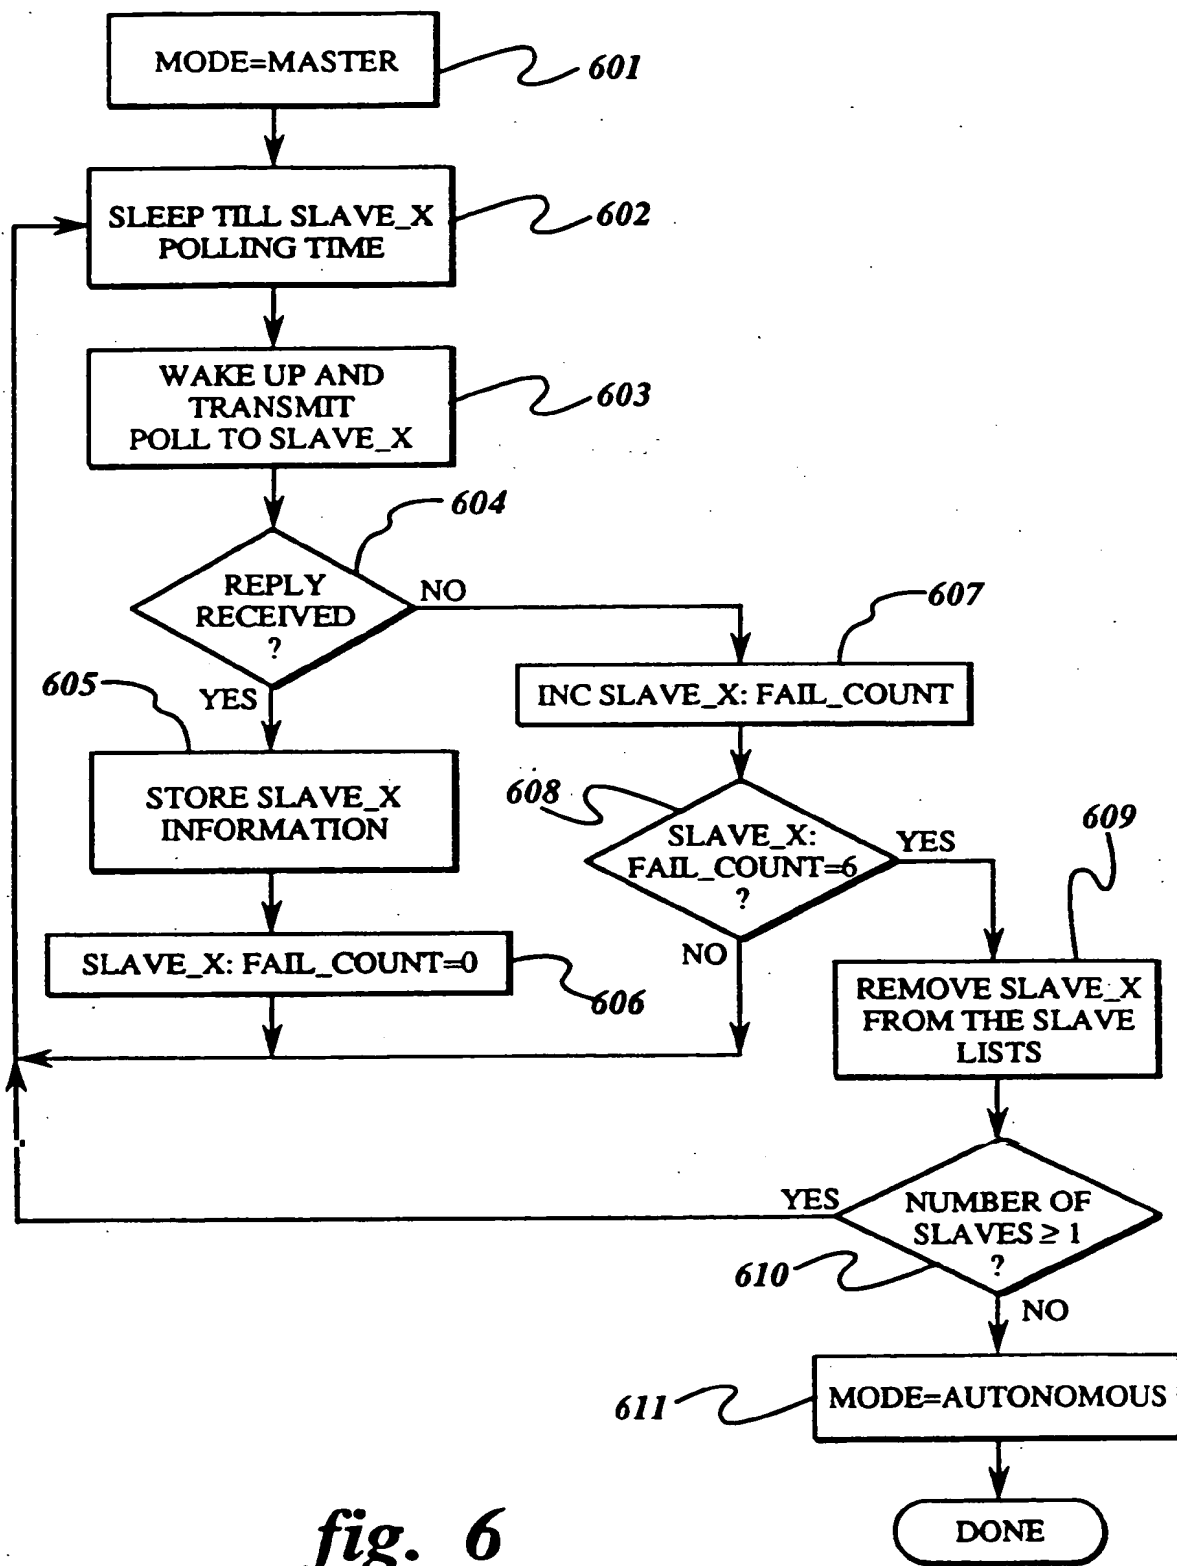 MODE=MASTER
601
SLEEP TILL SLAVE_X
POLLING TIME
602
WAKE UP AND
TRANSMIT
POLL TO SLAVE_X
603
604
REPLY
RECEIVED
?
NO
YES
605
607
INC SLAVE_X: FAIL_COUNT
STORE SLAVE_X
INFORMATION
608
SLAVE_X:
FAIL_COUNT=6
?
YES
609
NO
SLAVE_X: FAIL_COUNT=0
606
REMOVE SLAVE_X
FROM THE SLAVE
LISTS
YES
NUMBER OF
SLAVES ≥ 1
?
610
NO
611
MODE=AUTONOMOUS
DONE
fig. 6